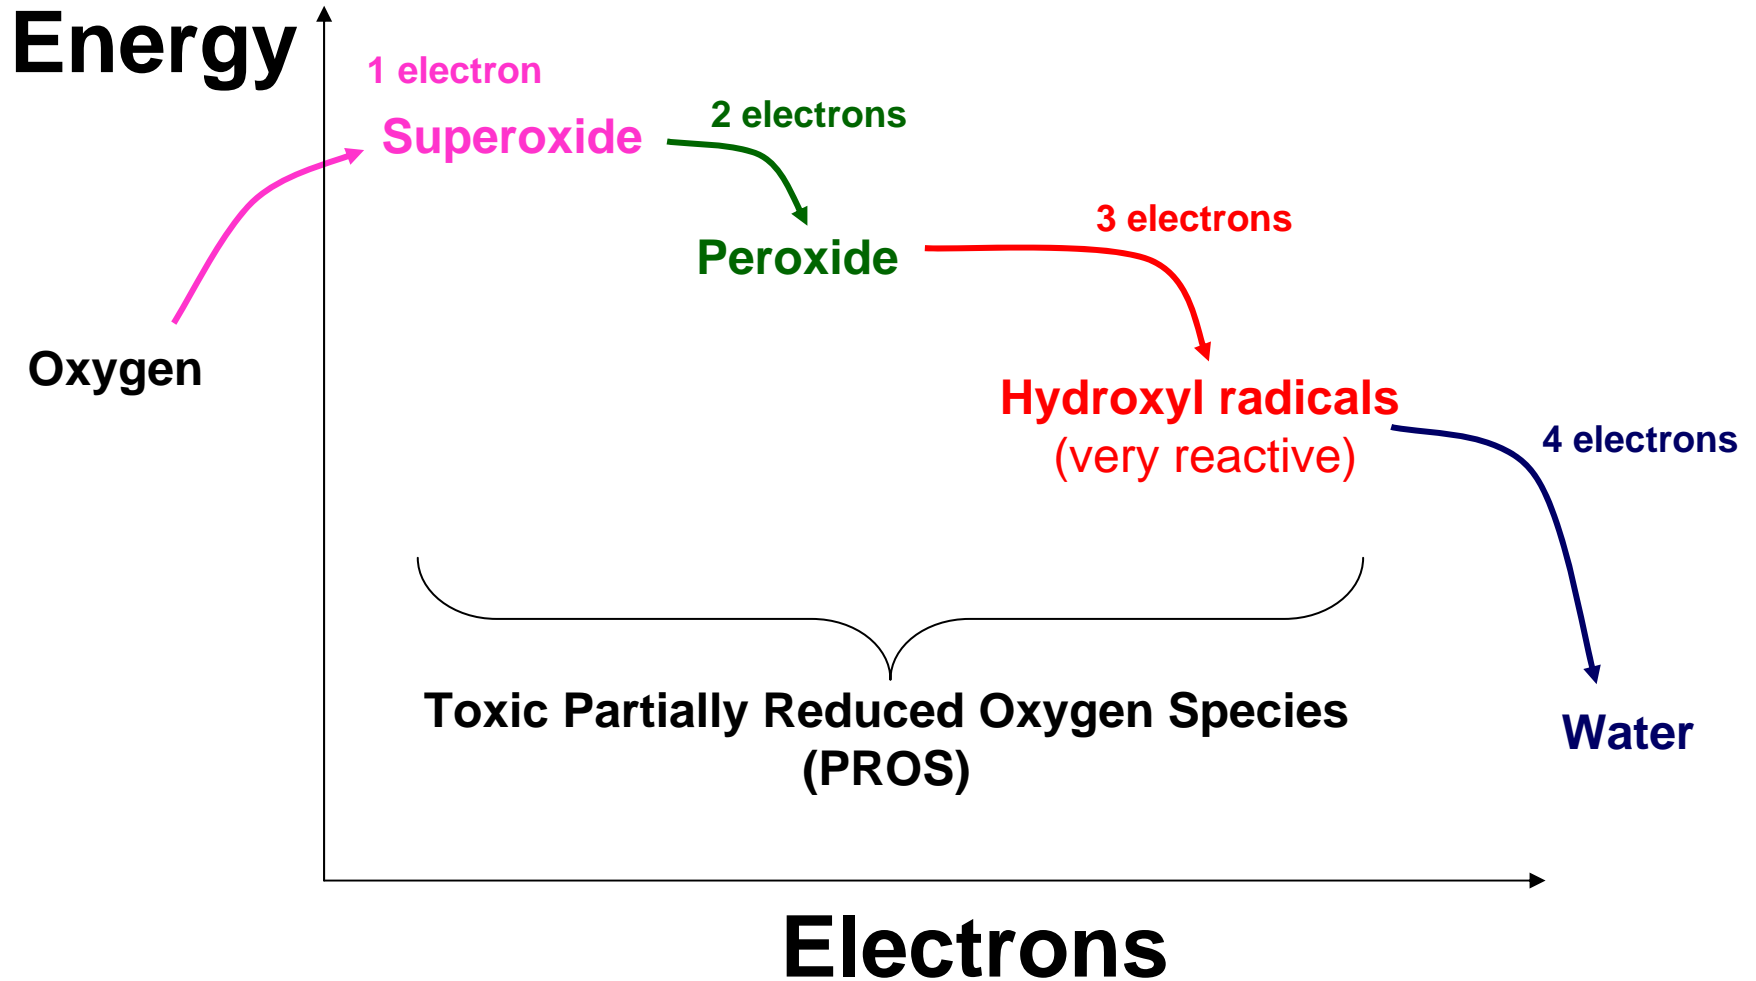 Energy
1 electron
Superoxide
2 electrons
Peroxide
3 electrons
Oxygen
Hydroxyl radicals
(very reactive)
4 electrons
Toxic Partially Reduced Oxygen Species
(PROS)
Water
Electrons